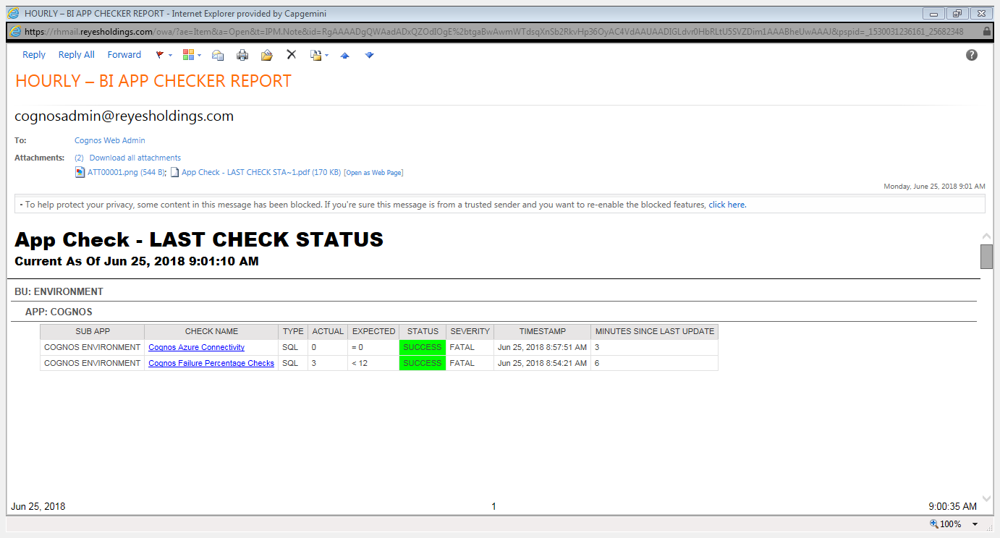 HOURLY – BI APP CHECKER REPORT - Internet Explorer provided by Capgemini
https://rhmail.reyesholdings.com/owa/?ae=Item&a=Open&t=IPM.Note&id=RgAAAADgQWAadADxQZOdIOgE%2btgaBwAwmWTdsqXnSb2RkvHp36OyAC4VdAAUAADIGLdvr0HbRLtU5SVZDim1AAABheUwAAAJ&pspid=_1530031236161_25682348
Reply Reply All Forward
HOURLY – BI APP CHECKER REPORT
cognosadmin@reyesholdings.com
To: Cognos Web Admin
Attachments: (2) Download all attachments
ATT00001.png (544 B); App Check - LAST CHECK STA~1.pdf (170 KB) [Open as Web Page]
Monday, June 25, 2018 9:01 AM
- To help protect your privacy, some content in this message has been blocked. If you're sure this message is from a trusted sender and you want to re-enable the blocked features, click here.
App Check - LAST CHECK STATUS
Current As Of Jun 25, 2018 9:01:10 AM
BU: ENVIRONMENT
APP: COGNOS
SUB APP CHECK NAME TYPE ACTUAL EXPECTED STATUS SEVERITY TIMESTAMP MINUTES SINCE LAST UPDATE
COGNOS ENVIRONMENT Cognos Azure Connectivity SQL 0 = 0 SUCCESS FATAL Jun 25, 2018 8:57:51 AM 3
COGNOS ENVIRONMENT Cognos Failure Percentage Checks SQL 3 < 12 SUCCESS FATAL Jun 25, 2018 8:54:21 AM 6
Jun 25, 2018 1 9:00:35 AM
100%